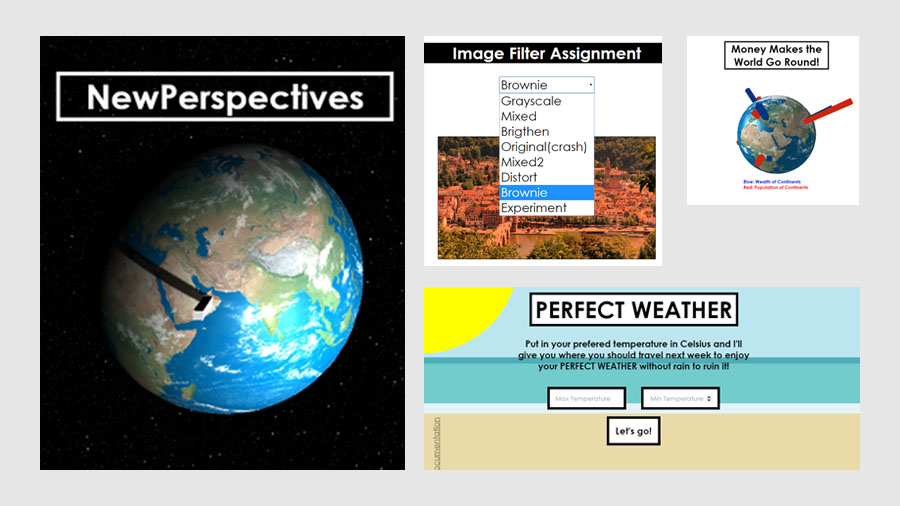 NewPerspectives
Image Filter Assignment
Brownie
Grayscale
Mixed
Brigthen
Original(crash)
Mixed2
Distort
Brownie
Experiment
Money Makes the
World Go Round!
Blue: Wealth of Continents
Red: Population of Continents
PERFECT WEATHER
Put in your prefered temperature in Celsius and I'll
give you where you should travel next week to enjoy
your PERFECT WEATHER without rain to ruin it!
Max Temperature
Min Temperature
Let's go!
ocumentation